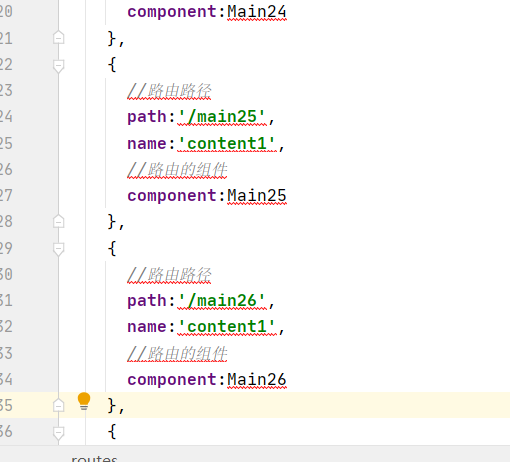 20 component:Main24
21 },
22 {
23 //路由路径
24 path:'/main25',
25 name:'content1',
26 //路由的组件
27 component:Main25
28 },
29 {
30 //路由路径
31 path:'/main26',
32 name:'content1',
33 //路由的组件
34 component:Main26
35 },
36 {
routes